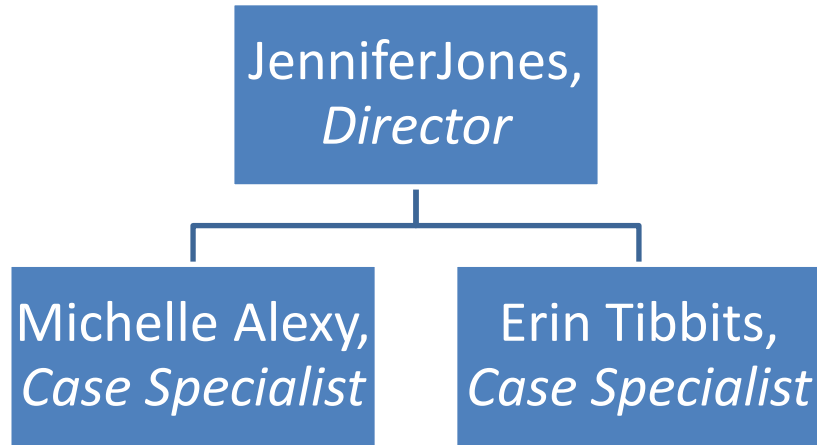 JenniferJones,
Director
Michelle Alexy,
Case Specialist
Erin Tibbits,
Case Specialist